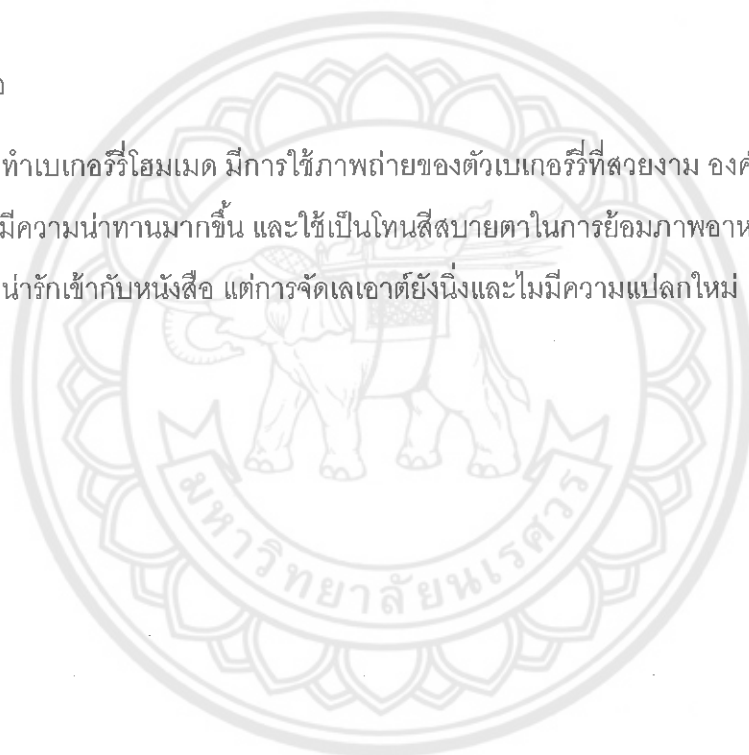 ทำเบเกอร์รี่โฮมเมด มีการใช้ภาพถ่ายของตัวเบเกอร์รี่ที่สวยงาม องค์
มีความน่าทานมากขึ้น และใช้เป็นโทนสีสบายตาในการย้อมภาพอาห
น่ารักเข้ากับหนังสือ แต่การจัดเลเอาต์ยังนิ่งและไมมีความแปลกใหม่
มหาวิทยาลัยนเรศวร